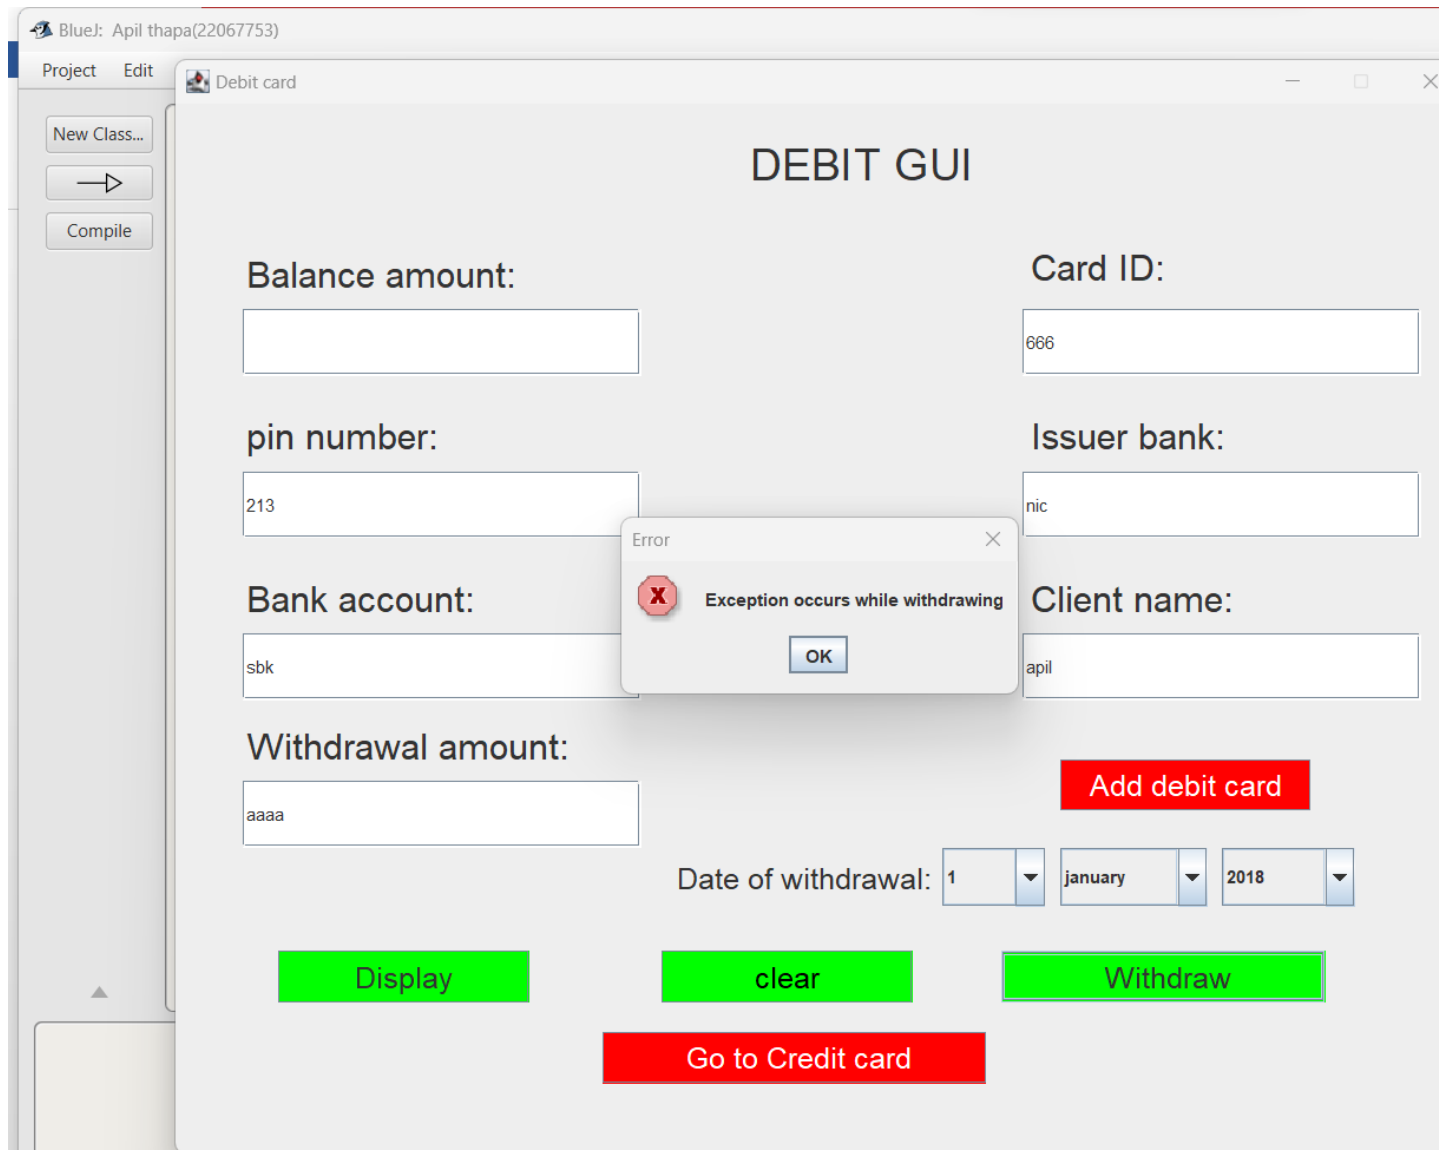 BlueJ: Apil thapa(22067753)
Project Edit
Debit card
New Class...
Compile
DEBIT GUI
Balance amount:
Card ID:
666
pin number:
Issuer bank:
213
nic
Error
Exception occurs while withdrawing
OK
Bank account:
Client name:
sbk
apil
Withdrawal amount:
aaaa
Add debit card
Date of withdrawal: 1 january 2018
Display clear Withdraw
Go to Credit card